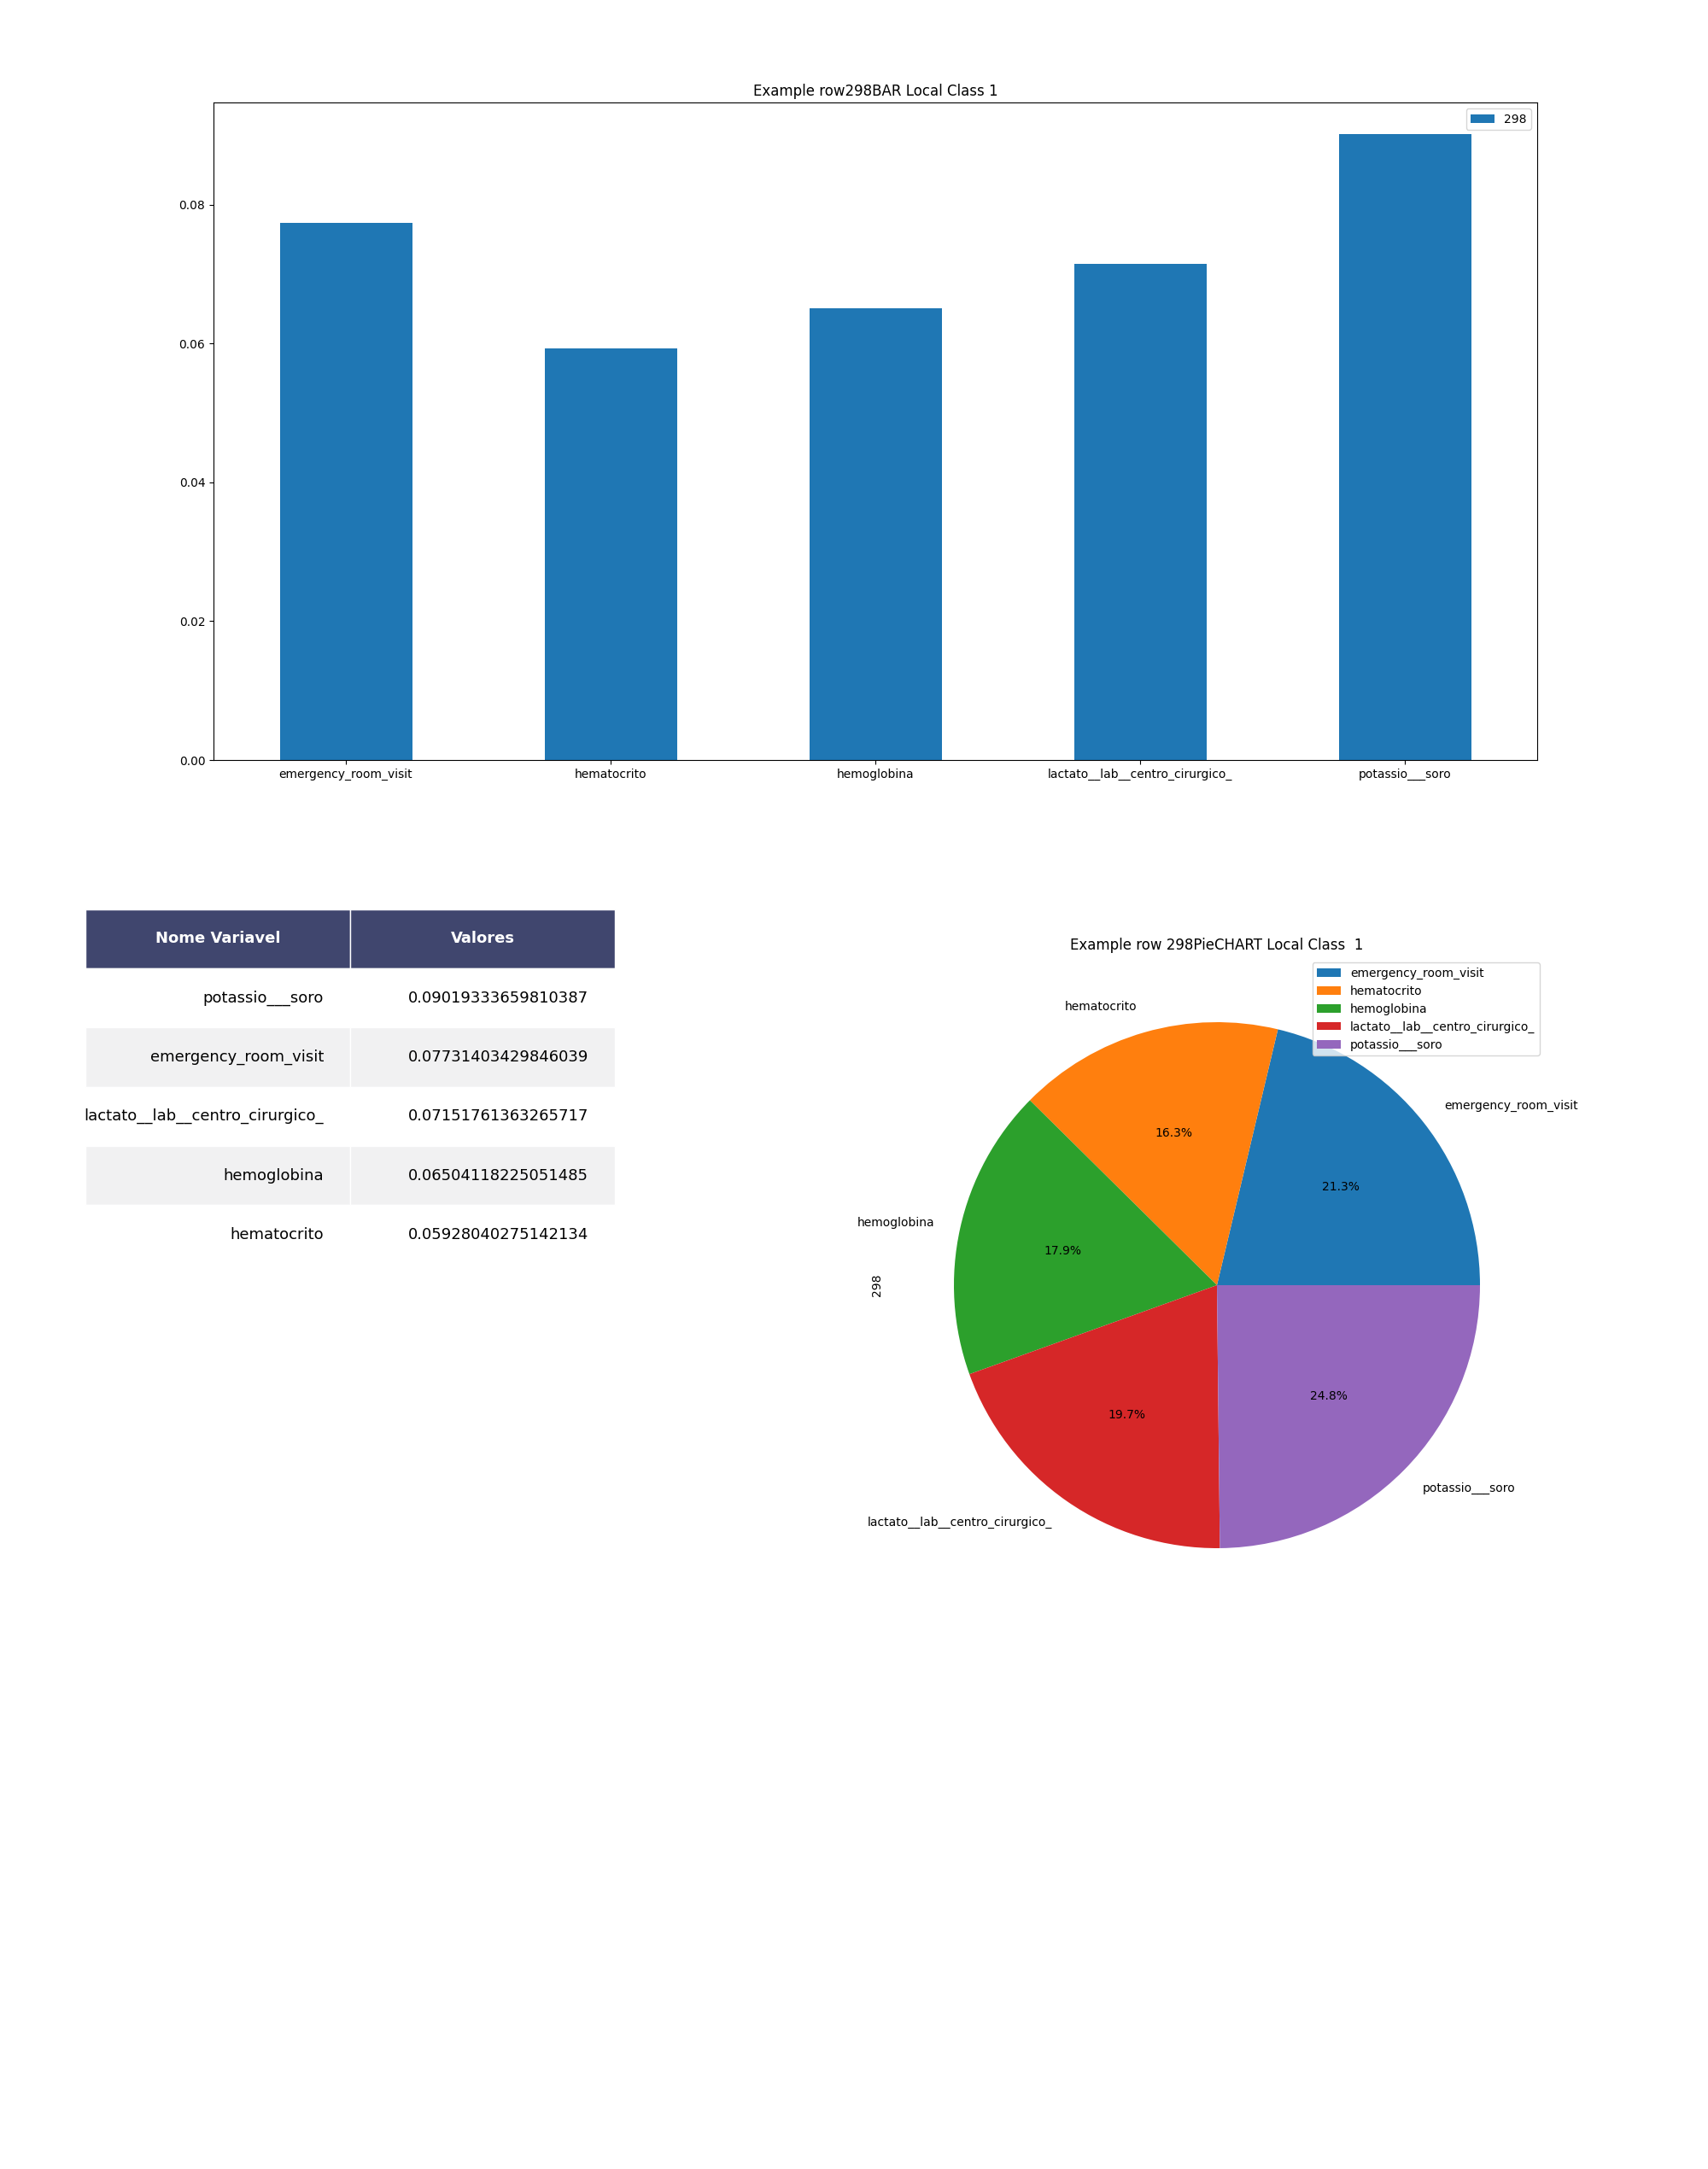 Example row298BAR Local Class 1
298
0.08
0.06
0.04
0.02
0.00
emergency_room_visit
hematocrito
hemoglobina
lactato__lab__centro_cirurgico_
potassio___soro
Nome Variavel Valores
potassio___soro 0.09019333659810387
emergency_room_visit 0.07731403429846039
lactato__lab__centro_cirurgico_ 0.07151761363265717
hemoglobina 0.06504118225051485
hematocrito 0.05928040275142134
Example row 298PieCHART Local Class  1
emergency_room_visit
hematocrito
hemoglobina
lactato__lab__centro_cirurgico_
potassio___soro
hematocrito
emergency_room_visit
16.3%
21.3%
hemoglobina
17.9%
298
24.8%
19.7%
potassio___soro
lactato__lab__centro_cirurgico_